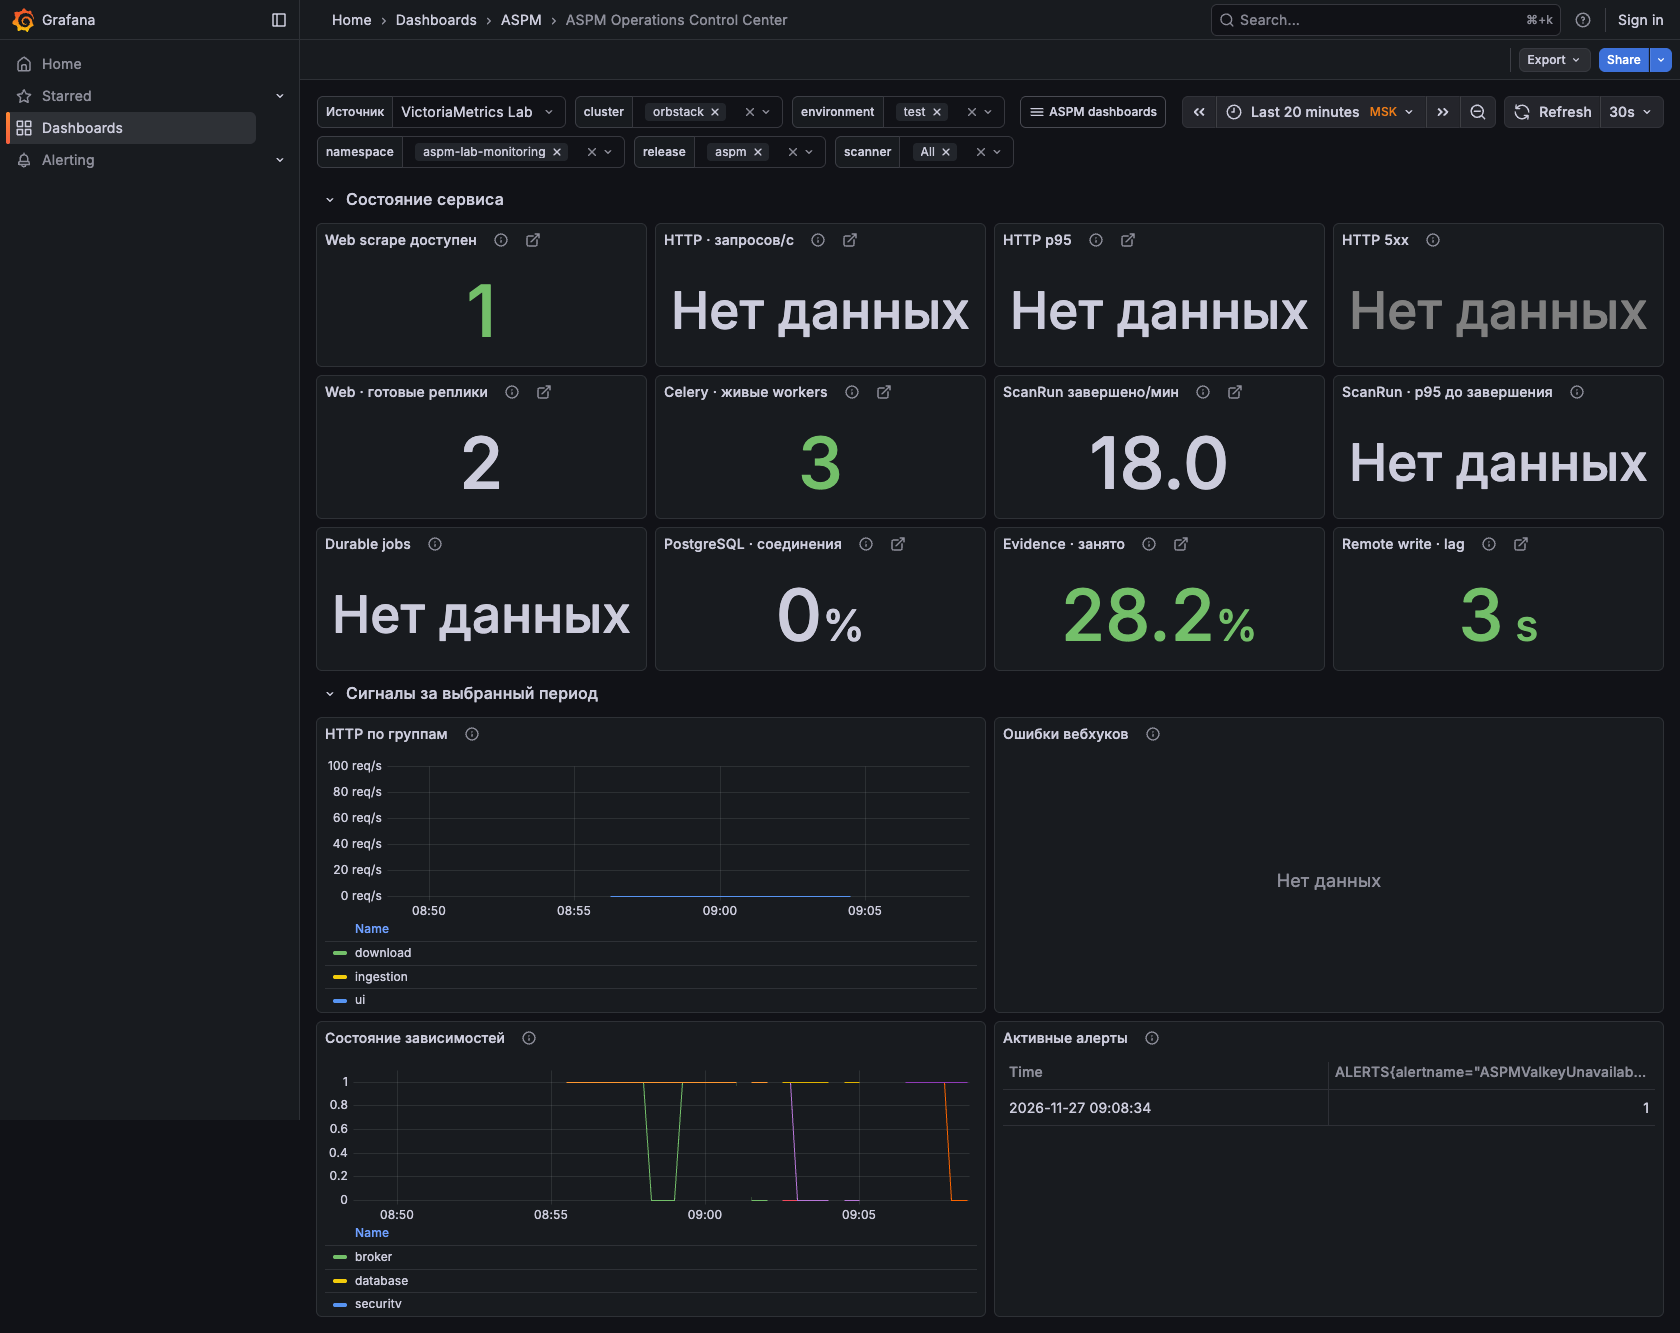 Grafana
Home › Dashboards › ASPM › ASPM Operations Control Center
Search...
⌘+k
Sign in
Home
Starred
Dashboards
Alerting
Export
Share
Источник VictoriaMetrics Lab
cluster orbstack
environment test
ASPM dashboards
Last 20 minutes MSK
Refresh 30s
namespace aspm-lab-monitoring
release aspm
scanner All
Состояние сервиса
Web scrape доступен
1
HTTP · запросов/с
Нет данных
HTTP p95
Нет данных
HTTP 5xx
Нет данных
Web · готовые реплики
2
Celery · живые workers
3
ScanRun завершено/мин
18.0
ScanRun · p95 до завершения
Нет данных
Durable jobs
Нет данных
PostgreSQL · соединения
0%
Evidence · занято
28.2%
Remote write · lag
3 s
Сигналы за выбранный период
HTTP по группам
100 req/s
80 req/s
60 req/s
40 req/s
20 req/s
0 req/s
08:50 08:55 09:00 09:05
Name
download
ingestion
ui
Ошибки вебхуков
Нет данных
Состояние зависимостей
1
0.8
0.6
0.4
0.2
0
08:50 08:55 09:00 09:05
Name
broker
database
security
Активные алерты
Time ALERTS{alertname="ASPMValkeyUnavailab...
2026-11-27 09:08:34 1